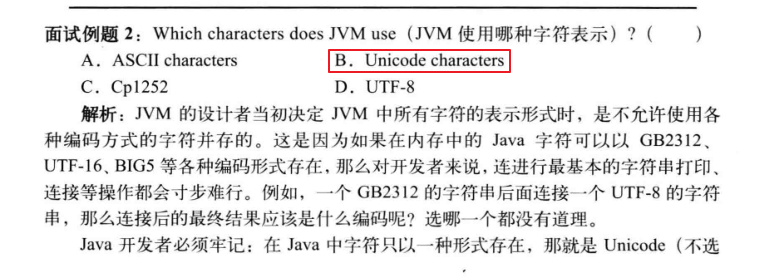 面试例题 2：Which characters does JVM use（JVM 使用哪种字符表示）？（ ）
A．ASCII characters B．Unicode characters
C．Cp1252 D．UTF-8
解析：JVM 的设计者当初决定 JVM 中所有字符的表示形式时，是不允许使用各
种编码方式的字符并存的。这是因为如果在内存中的 Java 字符可以以 GB2312、
UTF-16、BIG5 等各种编码形式存在，那么对开发者来说，连进行最基本的字符串打印、
连接等操作都会寸步难行。例如，一个 GB2312 的字符串后面连接一个 UTF-8 的字符
串，那么连接后的最终结果应该是什么编码呢？选哪一个都没有道理。
Java 开发者必须牢记：在 Java 中字符只以一种形式存在，那就是 Unicode（不选